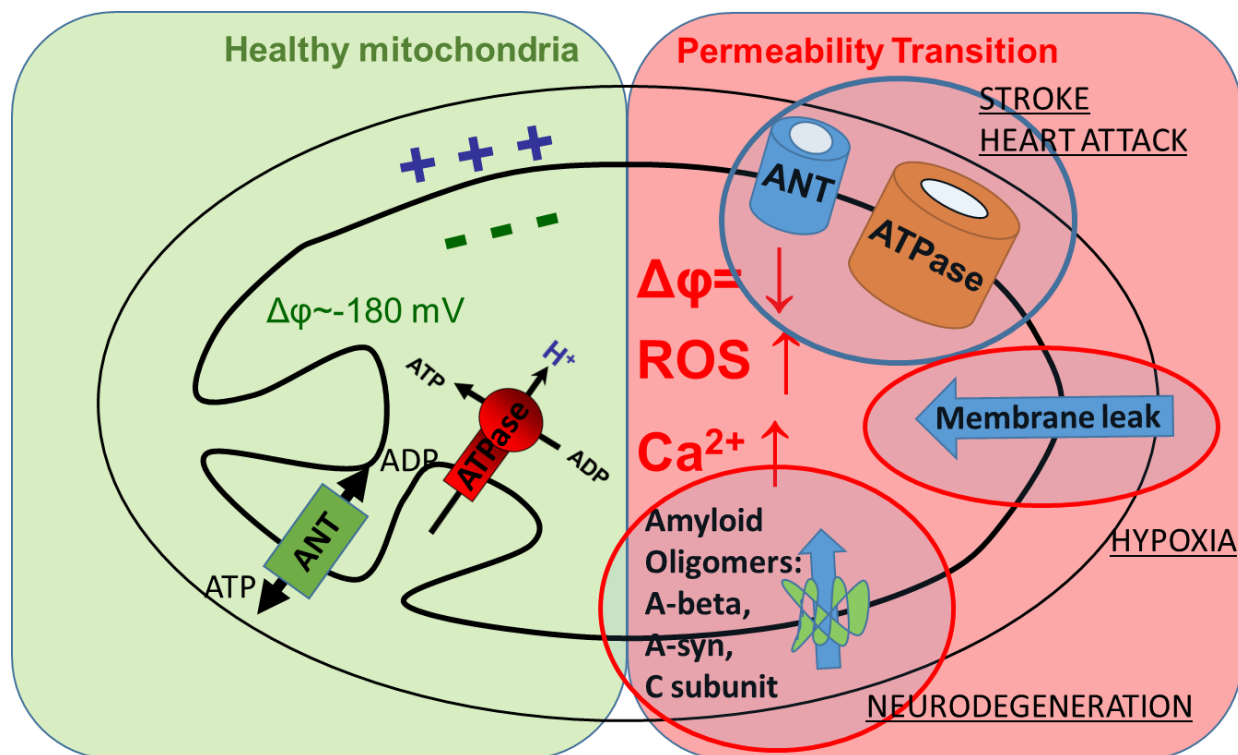 Healthy mitochondria
+ + +
- - -
Δφ~-180 mV
ATP
H⁺
ATPase
ADP
ADP
ANT
ATP
Permeability Transition
STROKE
HEART ATTACK
ANT
ATPase
Δφ= ↓
ROS ↑
Ca²⁺ ↑
Membrane leak
HYPOXIA
Amyloid
Oligomers:
A-beta,
A-syn,
C subunit
NEURODEGENERATION